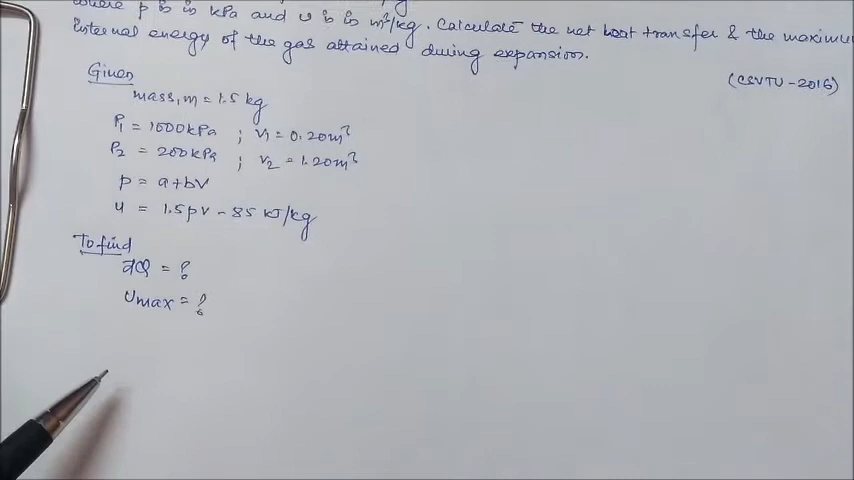 where p is in kPa and v is in m³/kg. Calculate the net heat transfer & the maximum
internal energy of the gas attained during expansion.
(CSVTU-2016)
Given
mass, m = 1.5 kg
P₁ = 1000 kPa ; V₁ = 0.20 m³
P₂ = 200 kPa ; V₂ = 1.20 m³
p = a+bV
u = 1.5pv - 85 kJ/kg
To find
dQ = ?
Umax = ?